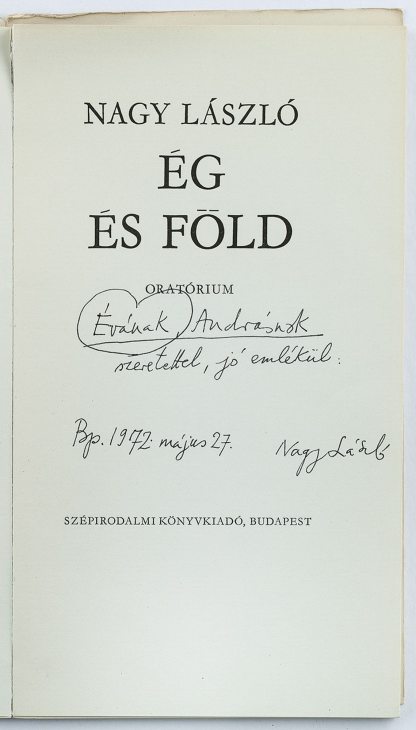 NAGY LÁSZLÓ
ÉG
ÉS FÖLD
ORATÓRIUM
Évának, Andrásnak
szeretettel, jó emlékül:
Bp. 1972. május 27.
Nagy László
SZÉPIRODALMI KÖNYVKIADÓ, BUDAPEST